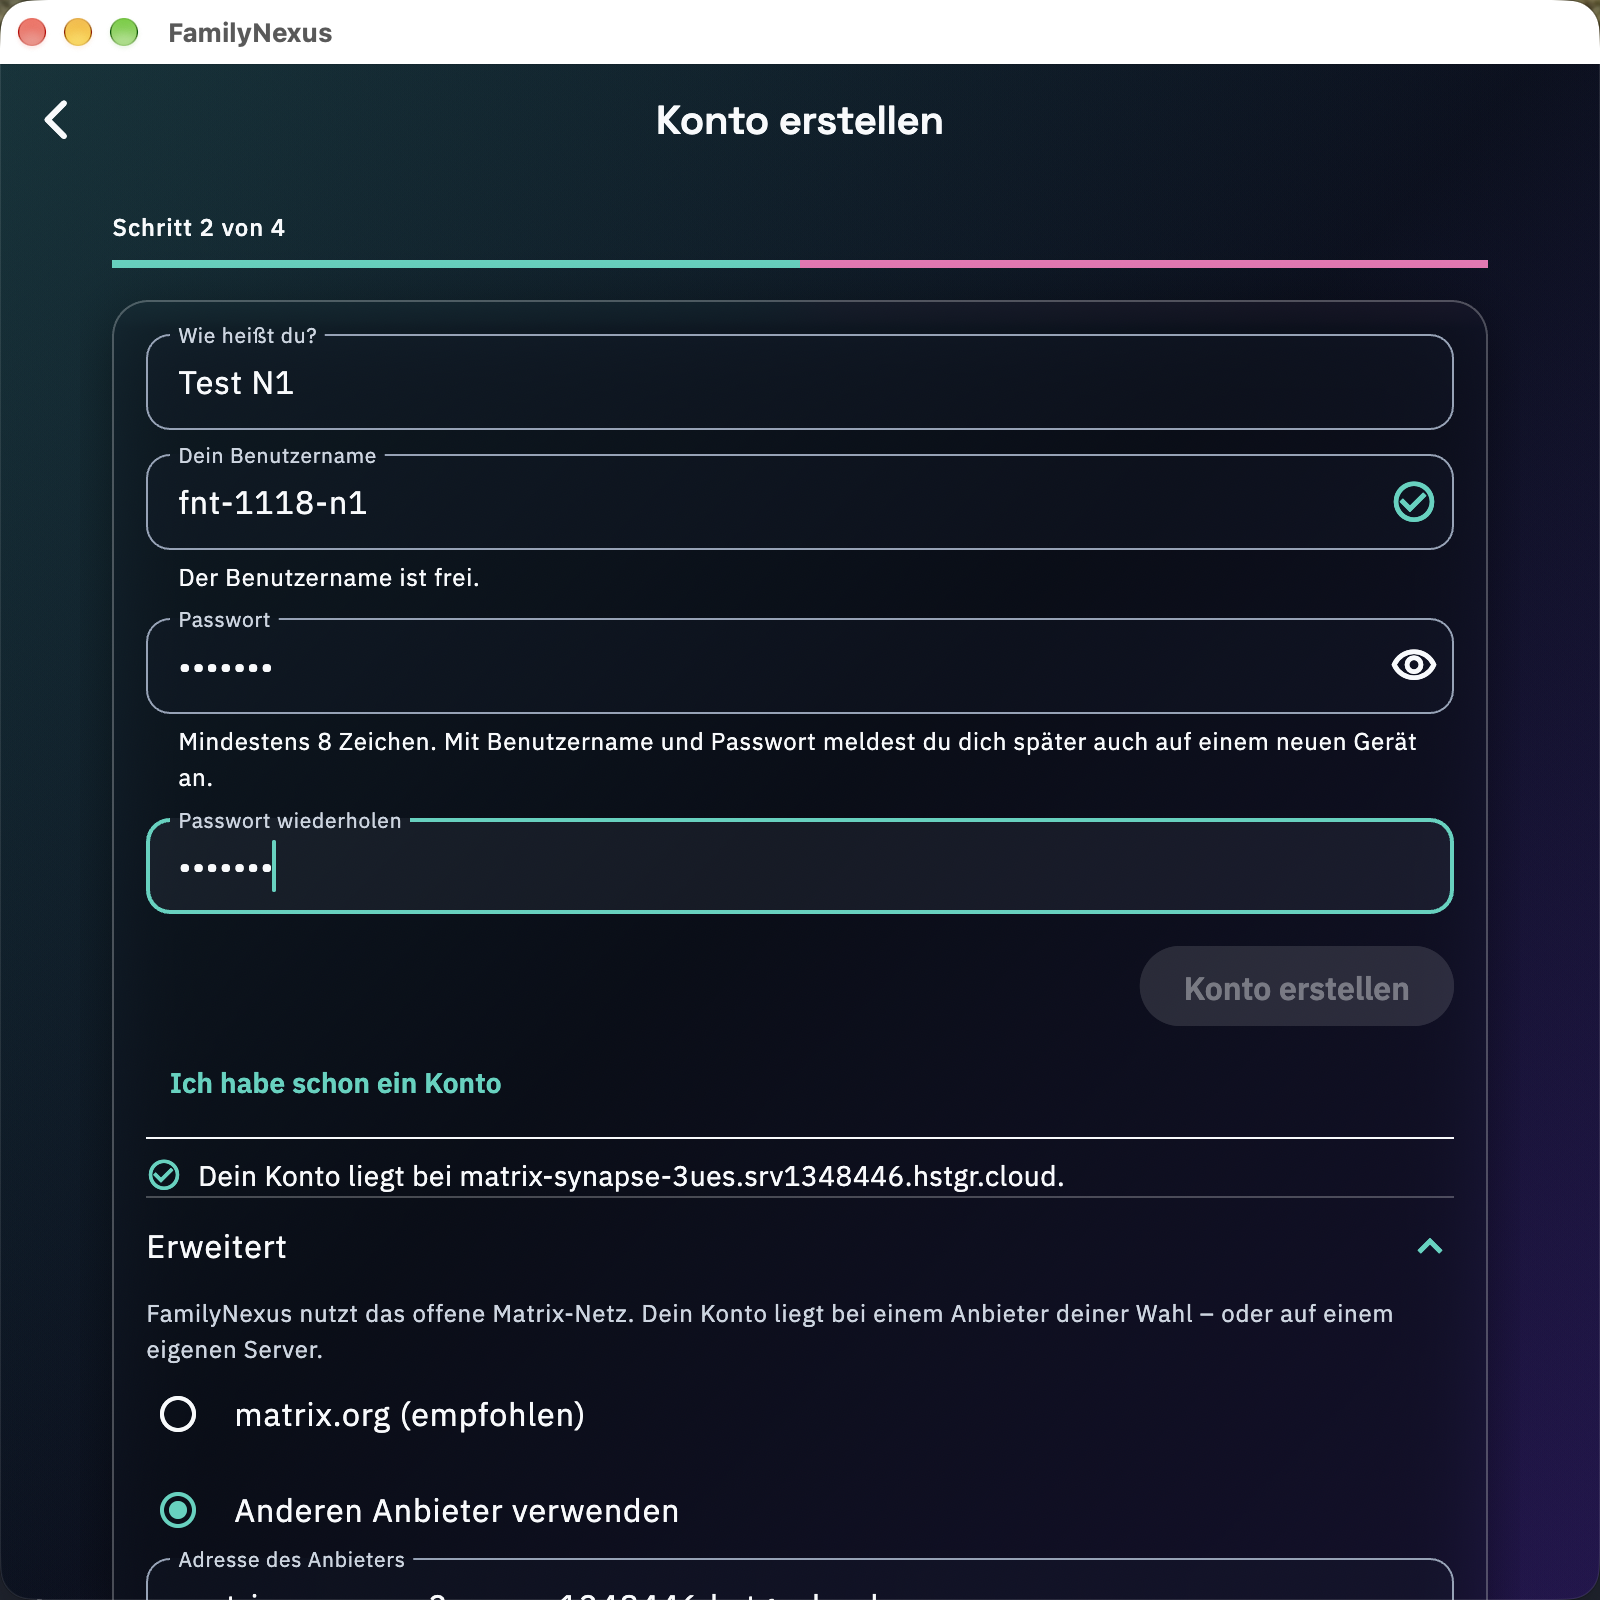 FamilyNexus
Konto erstellen
Schritt 2 von 4
Wie heißt du?
Test N1
Dein Benutzername
fnt-1118-n1
Der Benutzername ist frei.
Passwort
•••••••
Mindestens 8 Zeichen. Mit Benutzername und Passwort meldest du dich später auch auf einem neuen Gerät
an.
Passwort wiederholen
•••••••
Konto erstellen
Ich habe schon ein Konto
Dein Konto liegt bei matrix-synapse-3ues.srv1348446.hstgr.cloud.
Erweitert
FamilyNexus nutzt das offene Matrix-Netz. Dein Konto liegt bei einem Anbieter deiner Wahl – oder auf einem
eigenen Server.
matrix.org (empfohlen)
Anderen Anbieter verwenden
Adresse des Anbieters